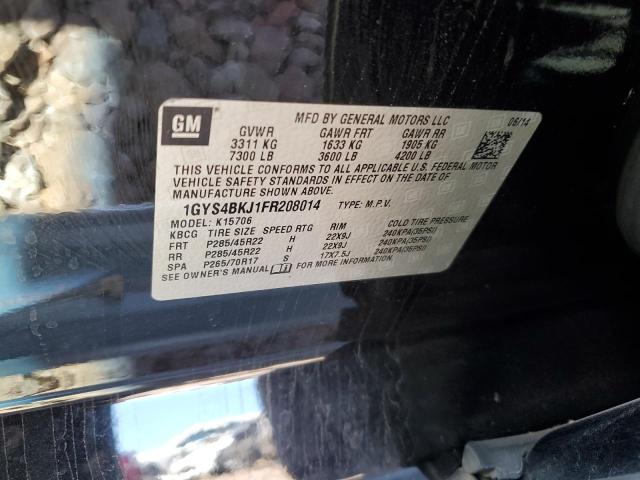 GM
MFD BY GENERAL MOTORS LLC 08/14
GVWR GAWR FRT GAWR RR
3311 KG 1633 KG 1905 KG
7300 LB 3600 LB 4200 LB
THIS VEHICLE CONFORMS TO ALL APPLICABLE U.S. FEDERAL MOTOR
VEHICLE SAFETY STANDARDS IN EFFECT ON THE DATE OF
MANUFACTURE SHOWN ABOVE.
1GYS4BKJ1FR208014 TYPE: M.P.V.
MODEL: K15706
KBCG TIRE SIZE SPEED RTG RIM COLD TIRE PRESSURE
FRT P285/45R22 H 22X9J 240KPA(35PSI)
RR P285/45R22 H 22X9J 240KPA(35PSI)
SPA P265/70R17 S 17X7.5J 240KPA(35PSI)
SEE OWNER'S MANUAL FOR MORE INFORMATION.